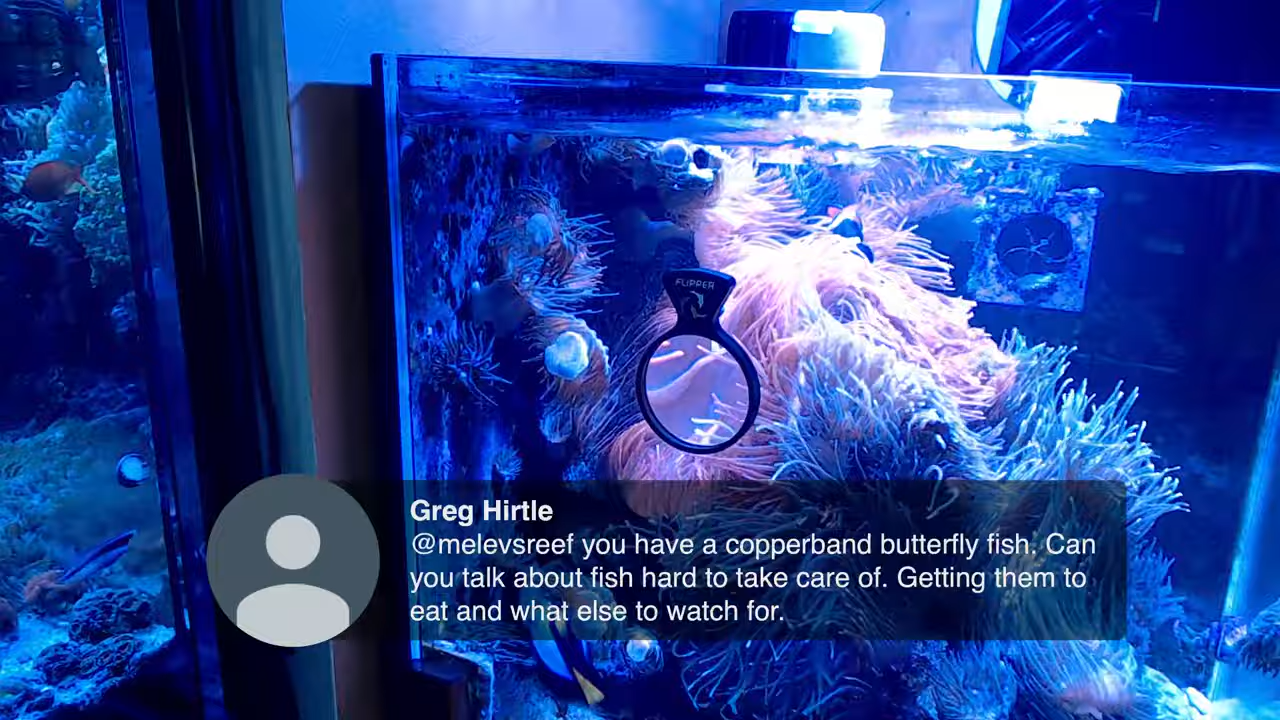 FLIPPER
Greg Hirtle
@melevsreef you have a copperband butterfly fish. Can
you talk about fish hard to take care of. Getting them to
eat and what else to watch for.